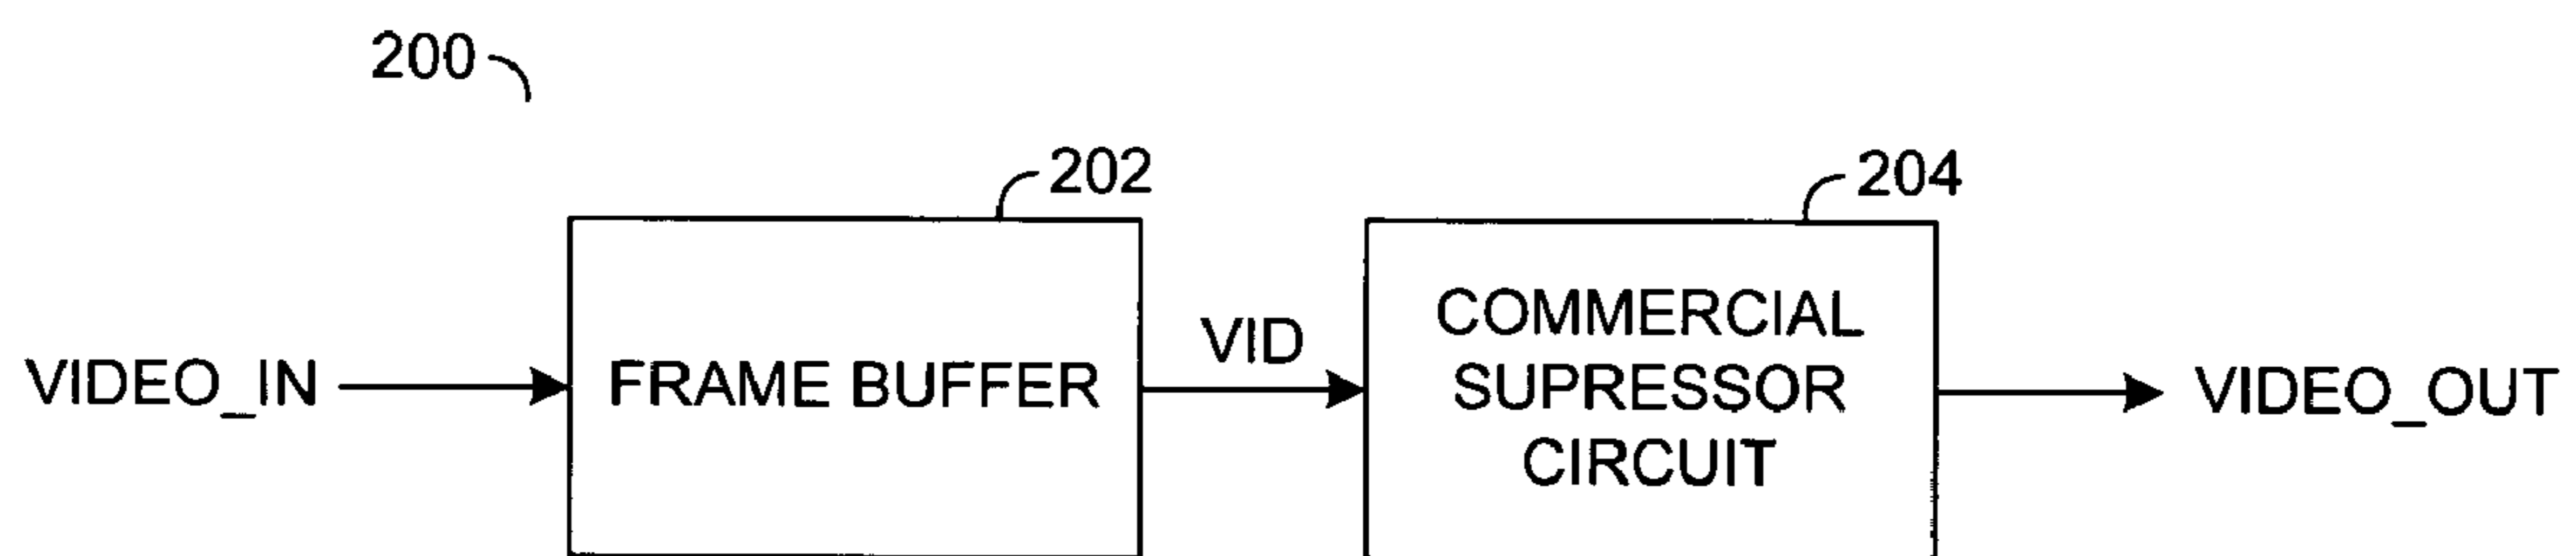 200
202
204
VIDEO_IN
FRAME BUFFER
VID
COMMERCIAL
SUPRESSOR
CIRCUIT
VIDEO_OUT